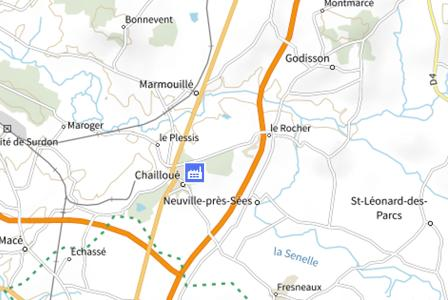 Montmarcé
Bonnevent
Godisson
D4
Marmouillé
Maroger
le Rocher
le Plessis
ité de Surdon
Chailloué
Neuville-près-Sées
St-Léonard-des-
Parcs
Macé
Échassé
la Senelle
Fresneaux